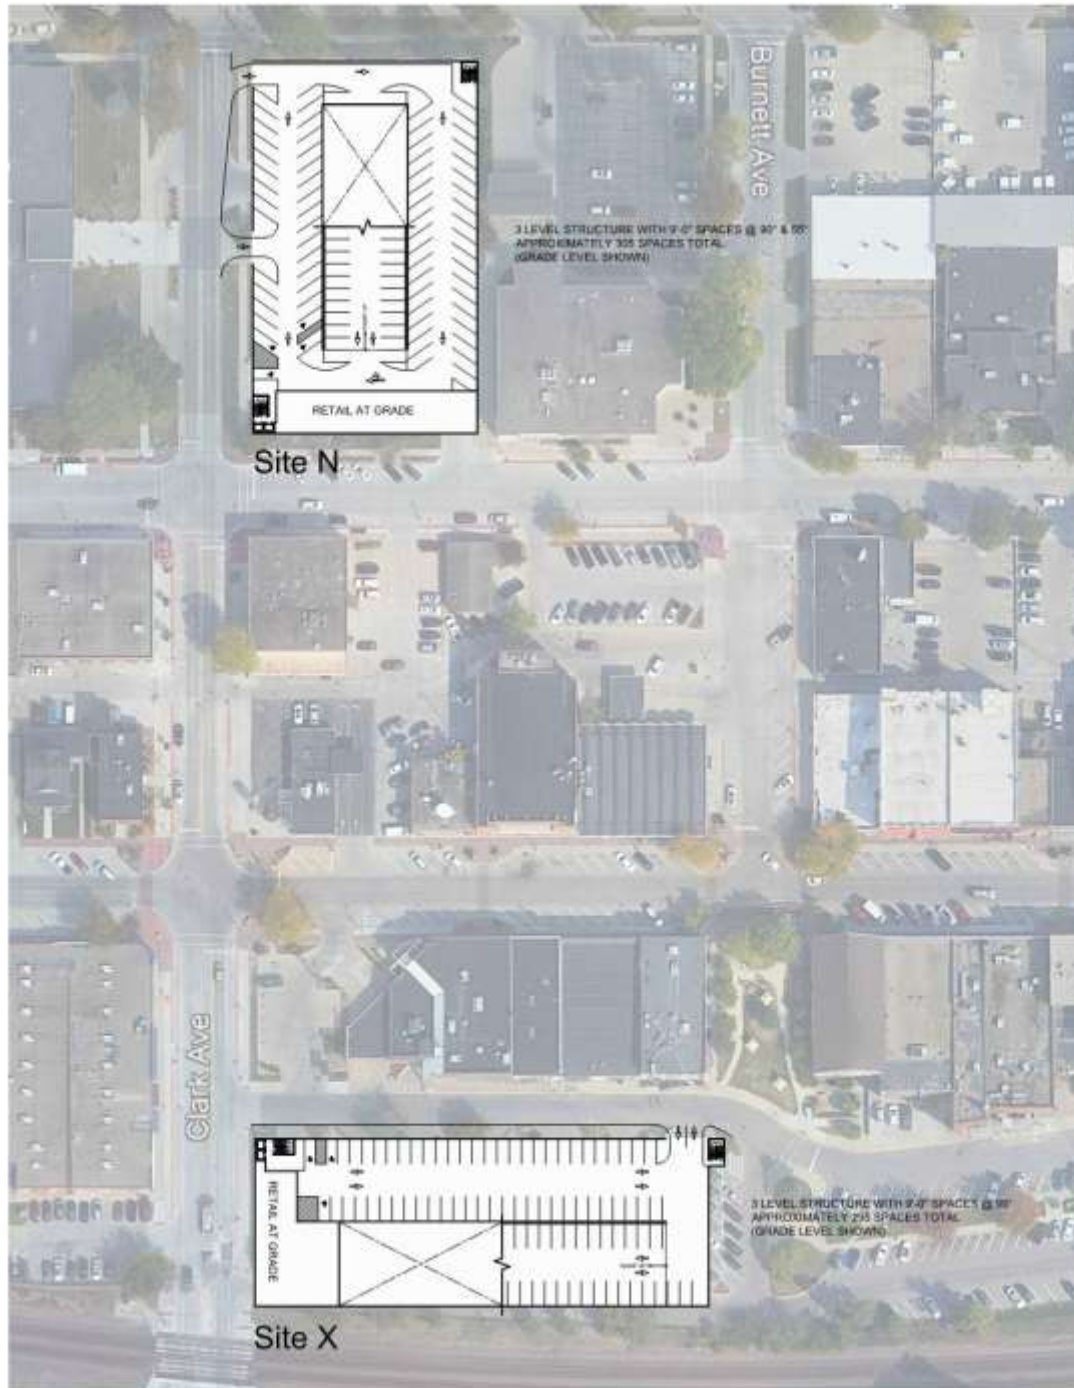 Burnett Ave
3 LEVEL STRUCTURE WITH 9'-0" SPACES @ 90° & 55°
APPROXIMATELY 305 SPACES TOTAL
(GRADE LEVEL SHOWN)
RETAIL AT GRADE
Site N
Clark Ave
RETAIL AT GRADE
3 LEVEL STRUCTURE WITH 9'-0" SPACES @ 90°
APPROXIMATELY 295 SPACES TOTAL
(GRADE LEVEL SHOWN)
Site X